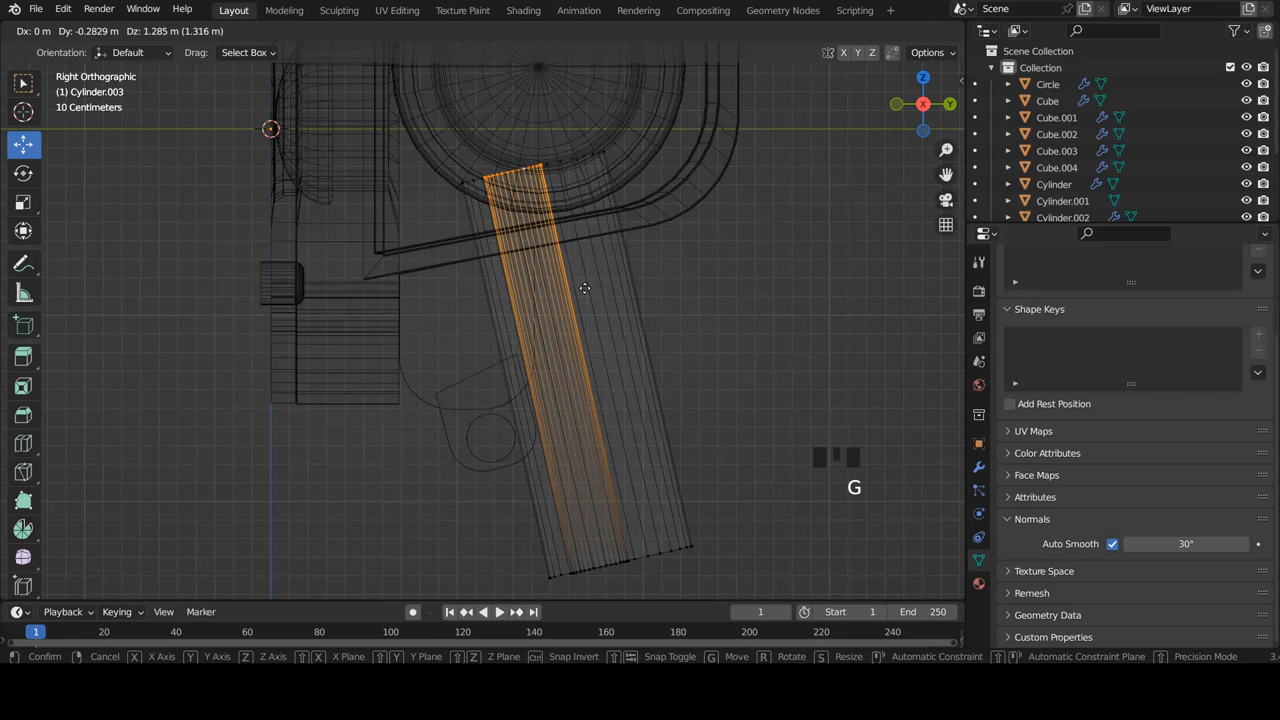 File Edit Render Window Help Layout Modeling Sculpting UV Editing Texture Paint Shading Animation Rendering Compositing Geometry Nodes Scripting + Scene ViewLayer
Dx: 0 m Dy: -0.2829 m Dz: 1.285 m (1.316 m)
Orientation: Default Drag: Select Box X Y Z Options
Right Orthographic
(1) Cylinder.003
10 Centimeters
Z
X
Y
G
Scene Collection
Collection
Circle
Cube
Cube.001
Cube.002
Cube.003
Cube.004
Cylinder
Cylinder.001
Cylinder.002
Shape Keys
Add Rest Position
UV Maps
Color Attributes
Face Maps
Attributes
Normals
Auto Smooth 30°
Texture Space
Remesh
Geometry Data
Custom Properties
Playback Keying View Marker 1 Start 1 End 250
1 20 40 60 80 100 120 140 160 180 200 220 240
Confirm Cancel X X Axis Y Y Axis Z Z Axis X X Plane Y Y Plane Z Z Plane Ctrl Snap Invert Snap Toggle G Move R Rotate S Resize Automatic Constraint Automatic Constraint Plane Precision Mode